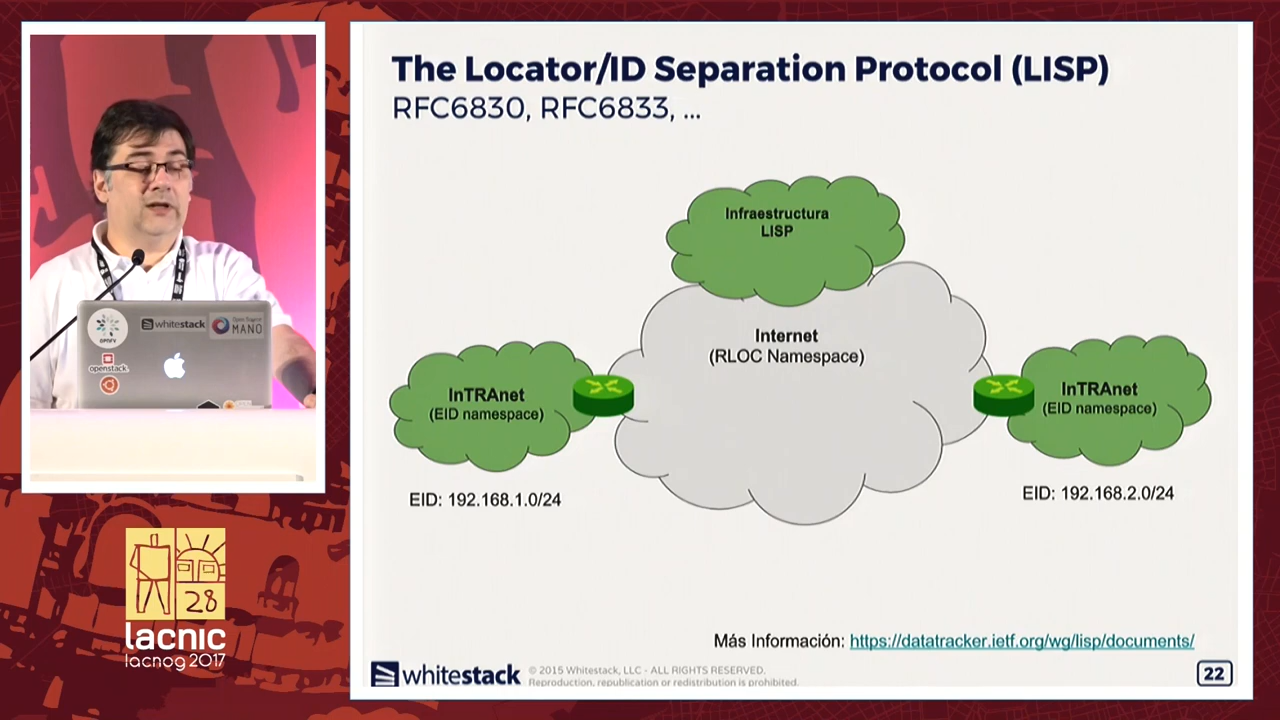 The Locator/ID Separation Protocol (LISP)
RFC6830, RFC6833, ...
Infraestructura
LISP
Internet
(RLOC Namespace)
InTRAnet
(EID namespace)
InTRAnet
(EID namespace)
EID: 192.168.1.0/24
EID: 192.168.2.0/24
Más Información: https://datatracker.ietf.org/wg/lisp/documents/
whitestack
© 2015 Whitestack, LLC - ALL RIGHTS RESERVED.
Reproduction, republication or redistribution is prohibited.
22
OPNFV
whitestack
Open Source
MANO
openstack
28
lacnic
lacnog 2017